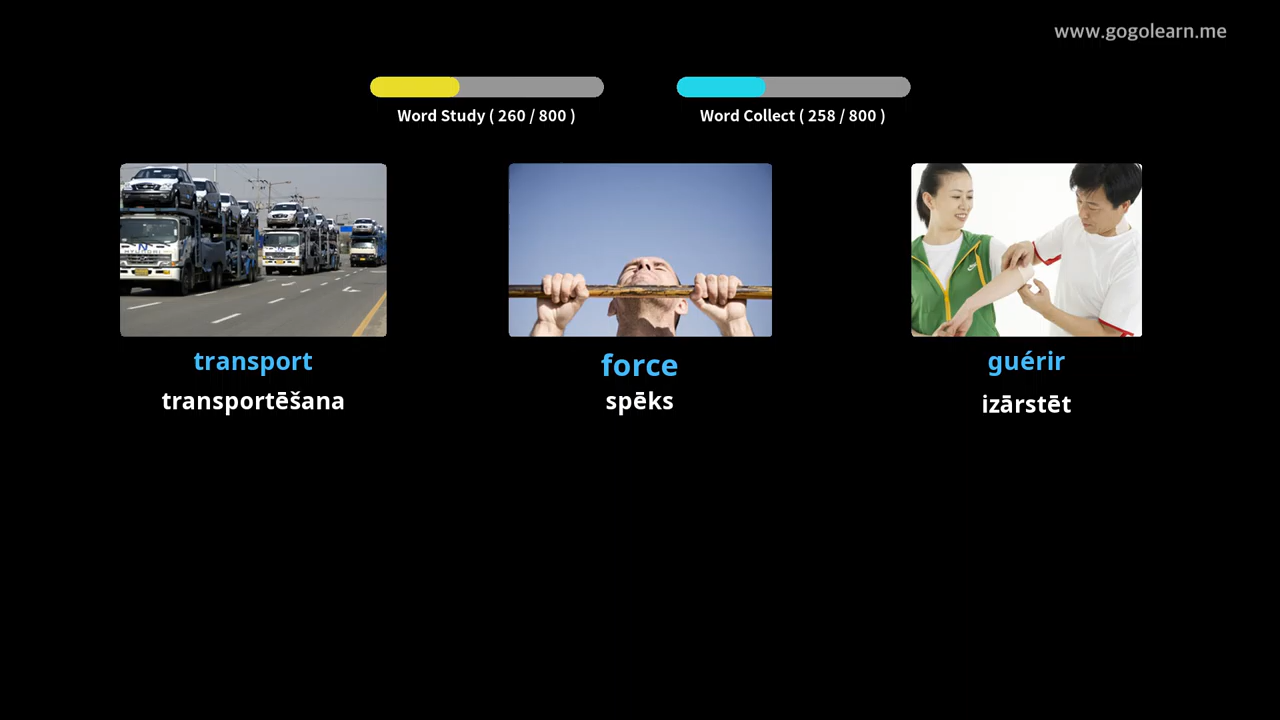 www.gogolearn.me
Word Study ( 260 / 800 )
Word Collect ( 258 / 800 )
transport
force
guérir
transportēšana
spēks
izārstēt